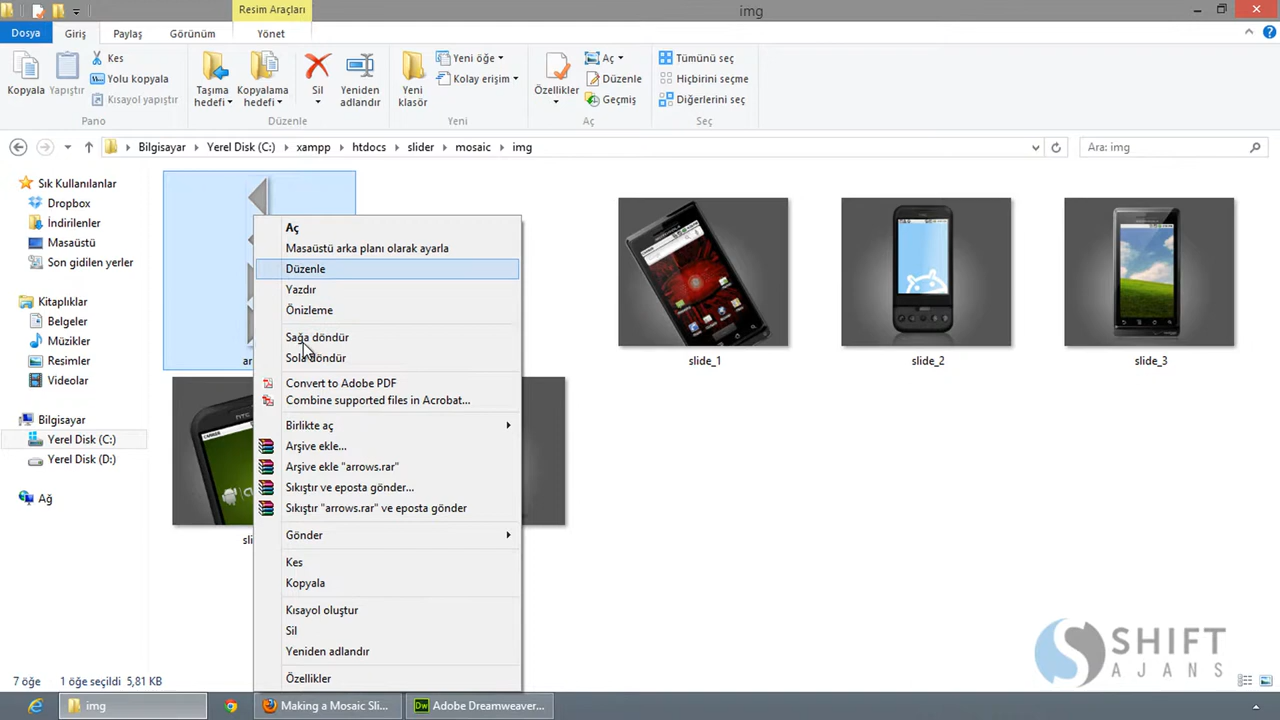 Resim Araçları
img
Dosya
Giriş
Paylaş
Görünüm
Yönet
Kopyala
Yapıştır
Kes
Yolu kopyala
Kısayol yapıştır
Pano
Taşıma hedefi
Kopyalama hedefi
Sil
Yeniden adlandır
Düzenle
Yeni klasör
Yeni öğe
Kolay erişim
Yeni
Özellikler
Aç
Düzenle
Geçmiş
Aç
Tümünü seç
Hiçbirini seçme
Diğerlerini seç
Seç
Bilgisayar
Yerel Disk (C:)
xampp
htdocs
slider
mosaic
img
Ara: img
Sık Kullanılanlar
Dropbox
İndirilenler
Masaüstü
Son gidilen yerler
Kitaplıklar
Belgeler
Müzikler
Resimler
Videolar
Bilgisayar
Yerel Disk (C:)
Yerel Disk (D:)
Ağ
slide_1
slide_2
slide_3
Aç
Masaüstü arka planı olarak ayarla
Düzenle
Yazdır
Önizleme
Sağa döndür
Sola döndür
Convert to Adobe PDF
Combine supported files in Acrobat...
Birlikte aç
Arşive ekle...
Arşive ekle "arrows.rar"
Sıkıştır ve eposta gönder...
Sıkıştır "arrows.rar" ve eposta gönder
Gönder
Kes
Kopyala
Kısayol oluştur
Sil
Yeniden adlandır
Özellikler
SHIFT
AJANS
7 öğe
1 öğe seçildi
5,81 KB
img
Making a Mosaic Sli...
Dw
Adobe Dreamweaver...